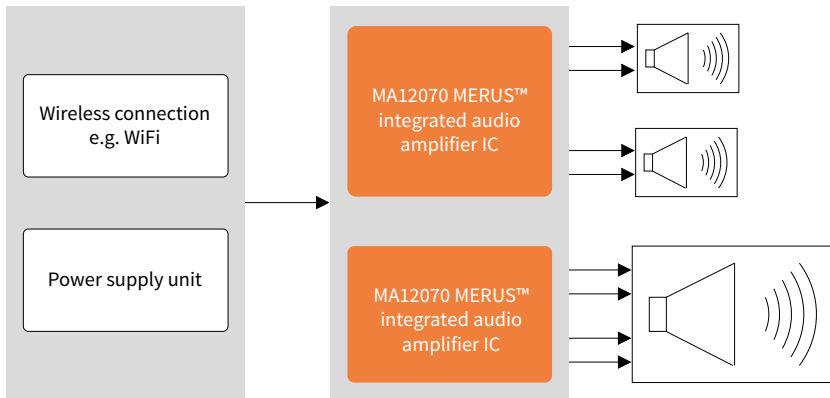 Wireless connection
e.g. WiFi
Power supply unit
MA12070 MERUS™
integrated audio
amplifier IC
MA12070 MERUS™
integrated audio
amplifier IC